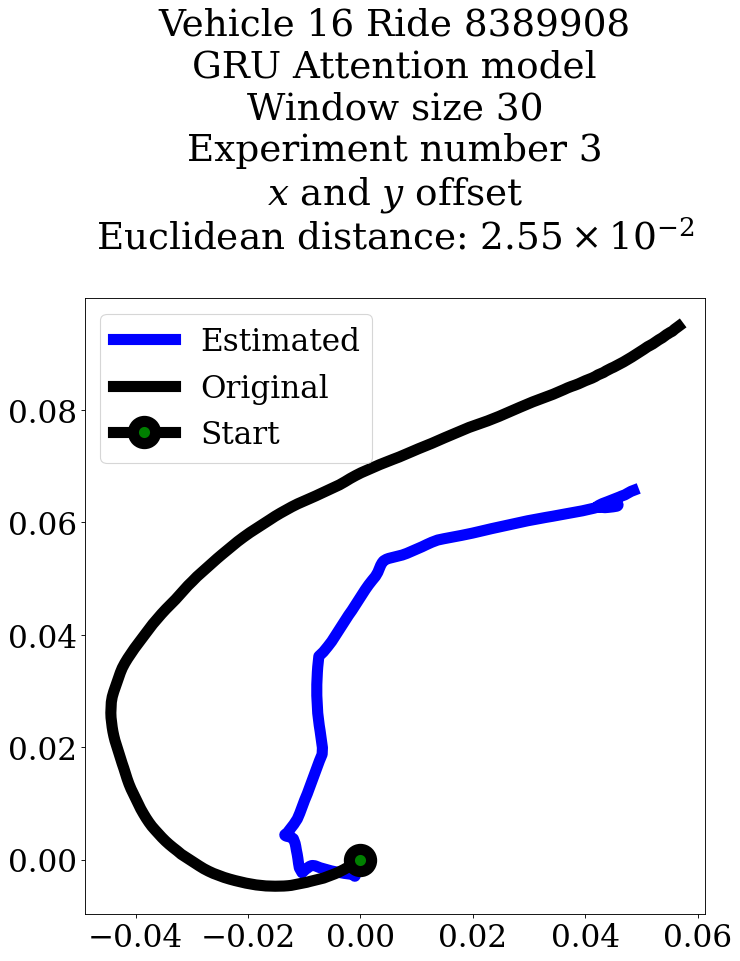 Vehicle 16 Ride 8389908
GRU Attention model
Window size 30
Experiment number 3
x and y offset
Euclidean distance: 2.55 × 10⁻²
Estimated
Original
Start
0.08
0.06
0.04
0.02
0.00
−0.04 −0.02 0.00 0.02 0.04 0.06